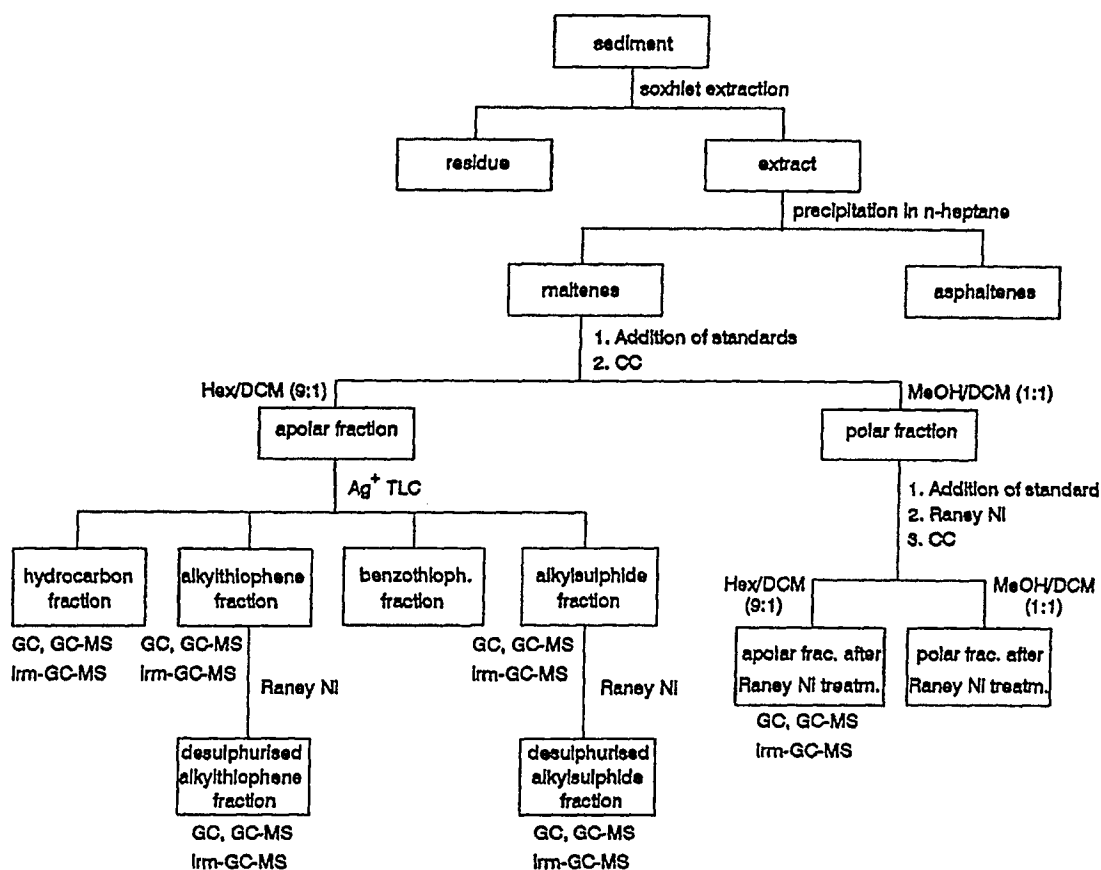 sediment
soxhlet extraction
residue
extract
precipitation in n-heptane
maltenes
asphaltenes
1. Addition of standards
2. CC
Hex/DCM (9:1)
MeOH/DCM (1:1)
apolar fraction
polar fraction
Ag+ TLC
1. Addition of standard
2. Raney Ni
3. CC
hydrocarbon
fraction
alkylthiophene
fraction
benzothioph.
fraction
alkylsulphide
fraction
GC, GC-MS
irm-GC-MS
GC, GC-MS
irm-GC-MS
GC, GC-MS
irm-GC-MS
Hex/DCM
(9:1)
MeOH/DCM
(1:1)
apolar frac. after
Raney Ni treatm.
polar frac. after
Raney Ni treatm.
GC, GC-MS
irm-GC-MS
Raney Ni
Raney Ni
desulphurised
alkylthiophene
fraction
desulphurised
alkylsulphide
fraction
GC, GC-MS
irm-GC-MS
GC, GC-MS
irm-GC-MS